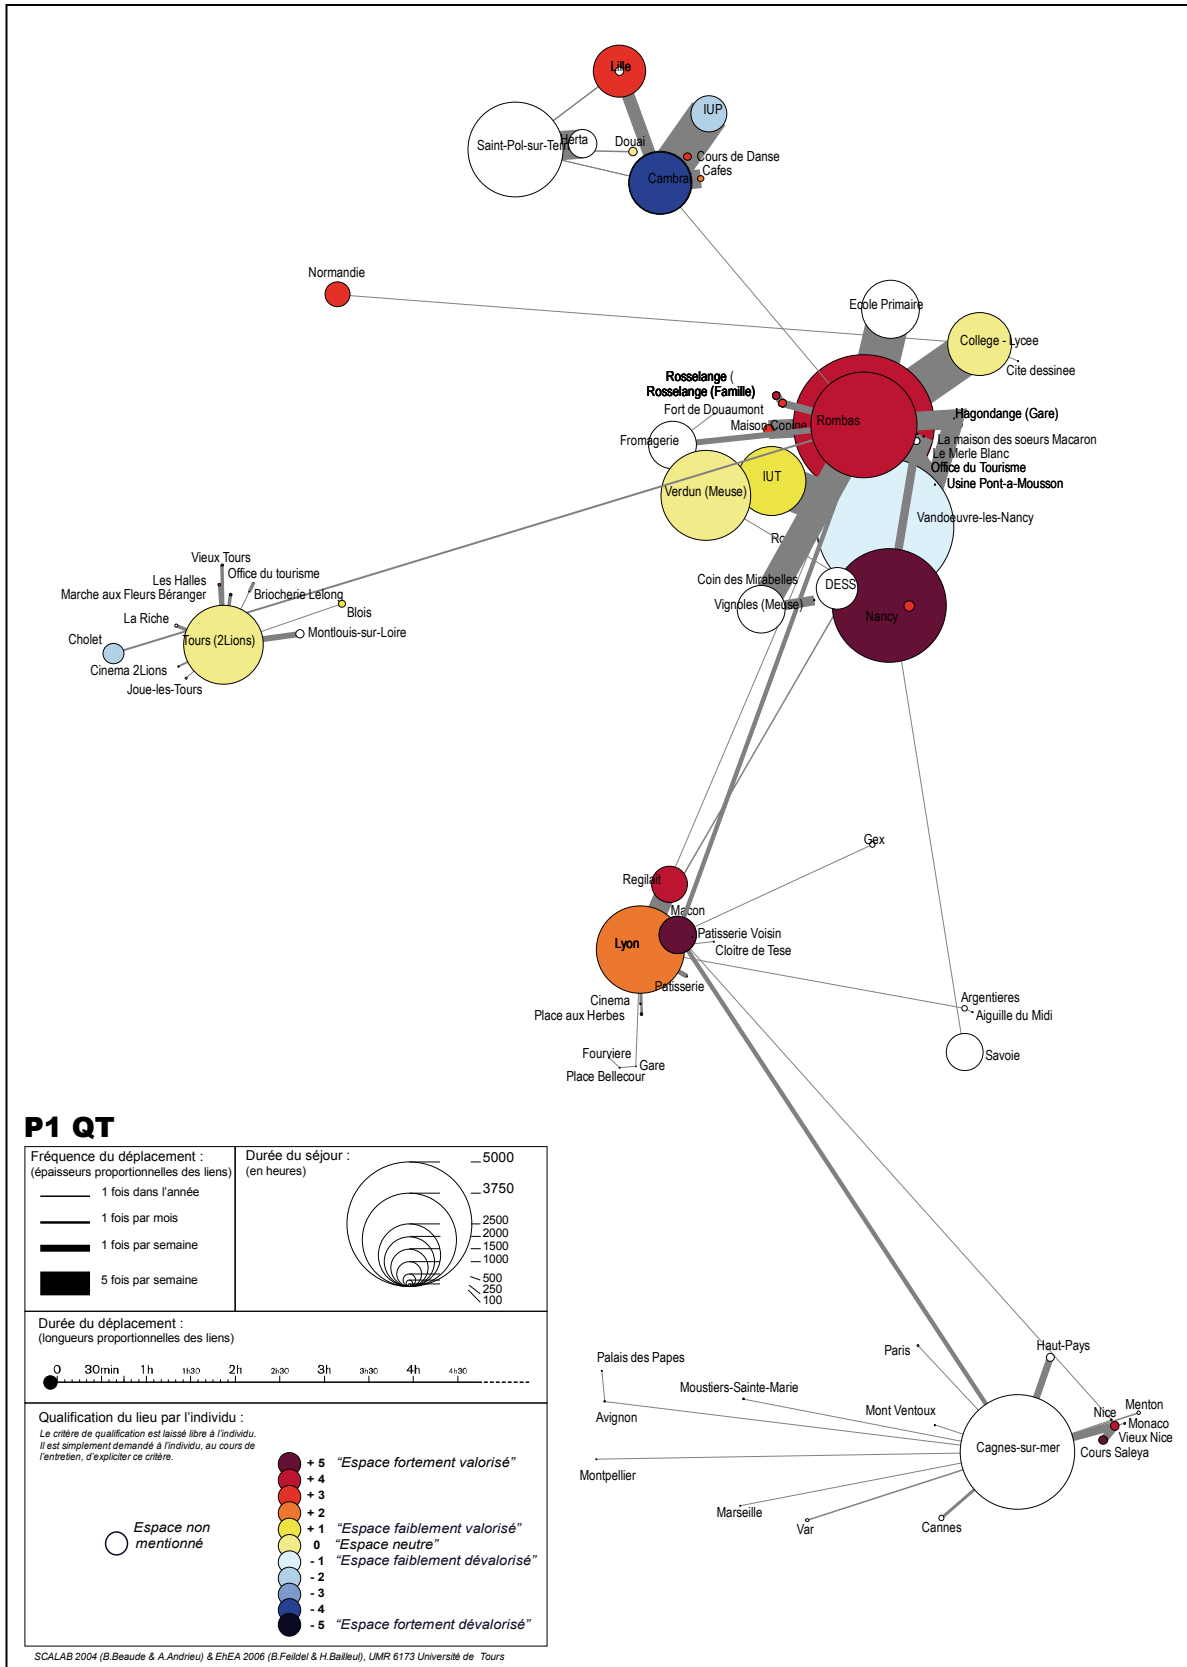 Lille
IUP
Saint-Pol-sur-Tern
Herta
Douai
Cours de Danse
Cafes
Cambrai
Normandie
Ecole Primaire
College - Lycee
Cite dessinee
Rosselange (
Rosselange (Famille)
Fort de Douaumont
Maison Copine
Rombas
Hagondange (Gare)
Fromagerie
La maison des soeurs Macaron
Le Merle Blanc
Office du Tourisme
IUT
Usine Pont-a-Mousson
Verdun (Meuse)
Vandoeuvre-les-Nancy
Coin des Mirabelles
DESS
Vignoles (Meuse)
Nancy
Vieux Tours
Les Halles
Office du tourisme
Marche aux Fleurs Béranger
Briocherie Lelong
Blois
La Riche
Cholet
Tours (2Lions)
Montlouis-sur-Loire
Cinema 2Lions
Joue-les-Tours
Gex
Regilait
Macon
Patisserie Voisin
Lyon
Cloitre de Tese
Patisserie
Cinema
Place aux Herbes
Argentieres
Aiguille du Midi
Fourviere
Gare
Place Bellecour
Savoie
P1 QT
Fréquence du déplacement :
(épaisseurs proportionnelles des liens)
1 fois dans l'année
1 fois par mois
1 fois par semaine
5 fois par semaine
Durée du séjour :
(en heures)
5000
3750
2500
2000
1500
1000
500
250
100
Durée du déplacement :
(longueurs proportionnelles des liens)
0 30min 1h 1h30 2h 2h30 3h 3h30 4h 4h30
Qualification du lieu par l'individu :
Le critère de qualification est laissé libre à l'individu.
Il est simplement demandé à l'individu, au cours de
l'entretien, d'expliciter ce critère.
Espace non
mentionné
+ 5 "Espace fortement valorisé"
+ 4
+ 3
+ 2
+ 1 "Espace faiblement valorisé"
0 "Espace neutre"
- 1 "Espace faiblement dévalorisé"
- 2
- 3
- 4
- 5 "Espace fortement dévalorisé"
Haut-Pays
Paris
Palais des Papes
Moustiers-Sainte-Marie
Avignon
Mont Ventoux
Nice
Menton
Monaco
Vieux Nice
Cours Saleya
Cagnes-sur-mer
Montpellier
Marseille
Var
Cannes
SCALAB 2004 (B.Beaude & A.Andrieu) & EhEA 2006 (B.Feildel & H.Bailleul), UMR 6173 Université de Tours